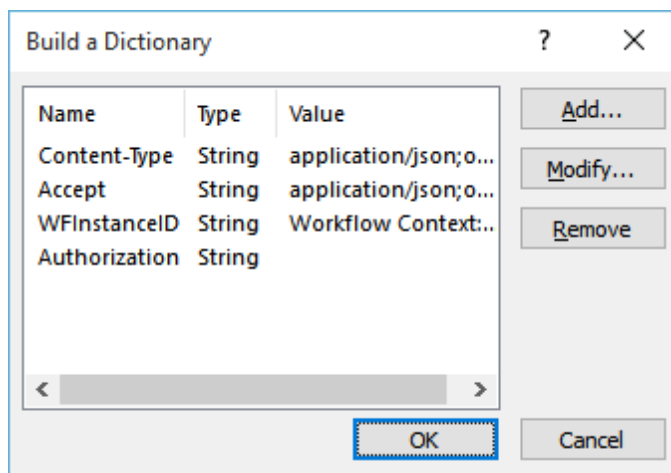 Build a Dictionary ?
Name Type Value
Content-Type String application/json;o...
Accept String application/json;o...
WFInstanceID String Workflow Context:..
Authorization String
Add...
Modify...
Remove
OK Cancel